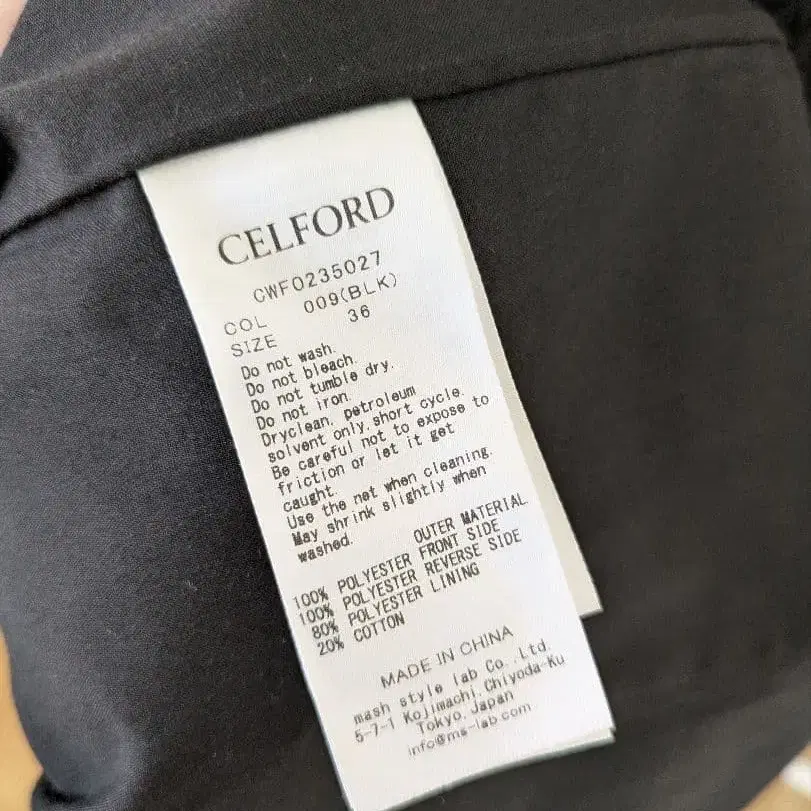 CELFORD
CWFO235027
COL 009(BLK)
SIZE 36
Do not wash.
Do not bleach.
Do not tumble dry.
Do not iron.
Dryclean, petroleum
solvent only,short cycle.
Be careful not to expose to
friction or let it get
caught.
Use the net when cleaning.
May shrink slightly when
washed.
OUTER MATERIAL
100% POLYESTER FRONT SIDE
100% POLYESTER REVERSE SIDE
80% POLYESTER LINING
20% COTTON
MADE IN CHINA
mash style lab Co.,Ltd.
5-7-1 Kojimachi,Chiyoda-Ku
Tokyo,Japan
info@ms-lab.com